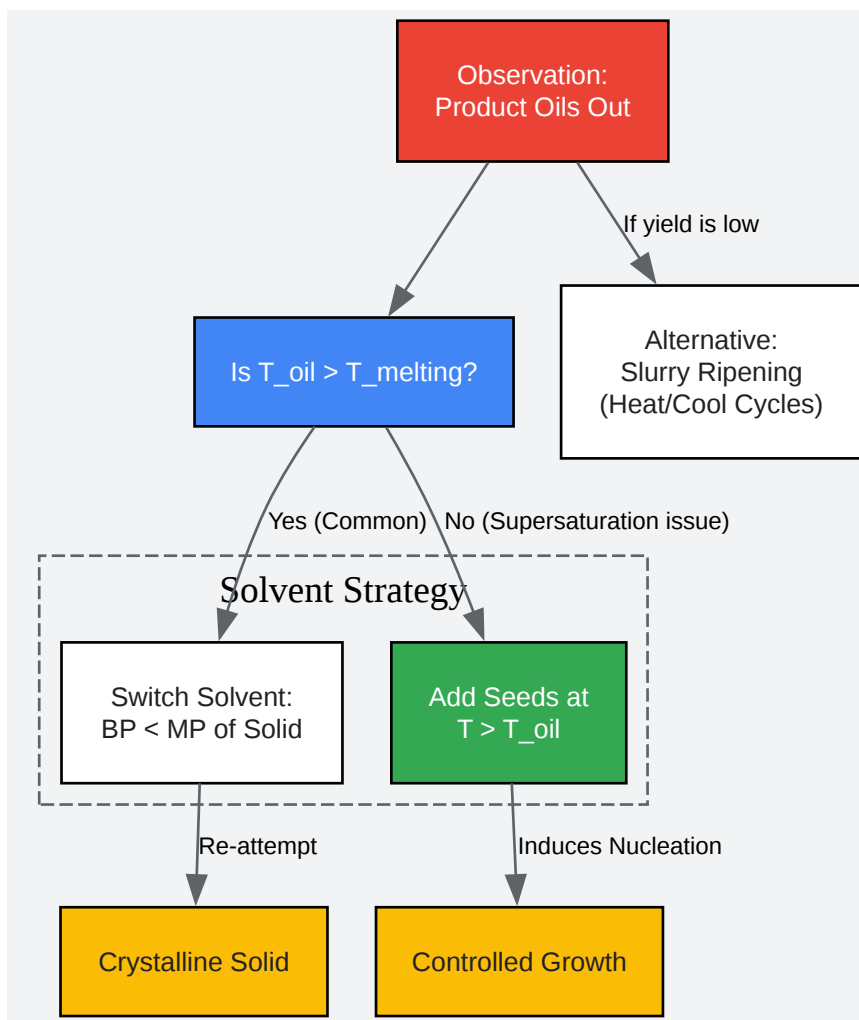 Observation:
Product Oils Out
If yield is low
Alternative:
Slurry Ripening
(Heat/Cool Cycles)
Is T_oil > T_melting?
Yes (Common)
No (Supersaturation issue)
Solvent Strategy
Switch Solvent:
BP < MP of Solid
Add Seeds at
T > T_oil
Re-attempt
Induces Nucleation
Crystalline Solid
Controlled Growth